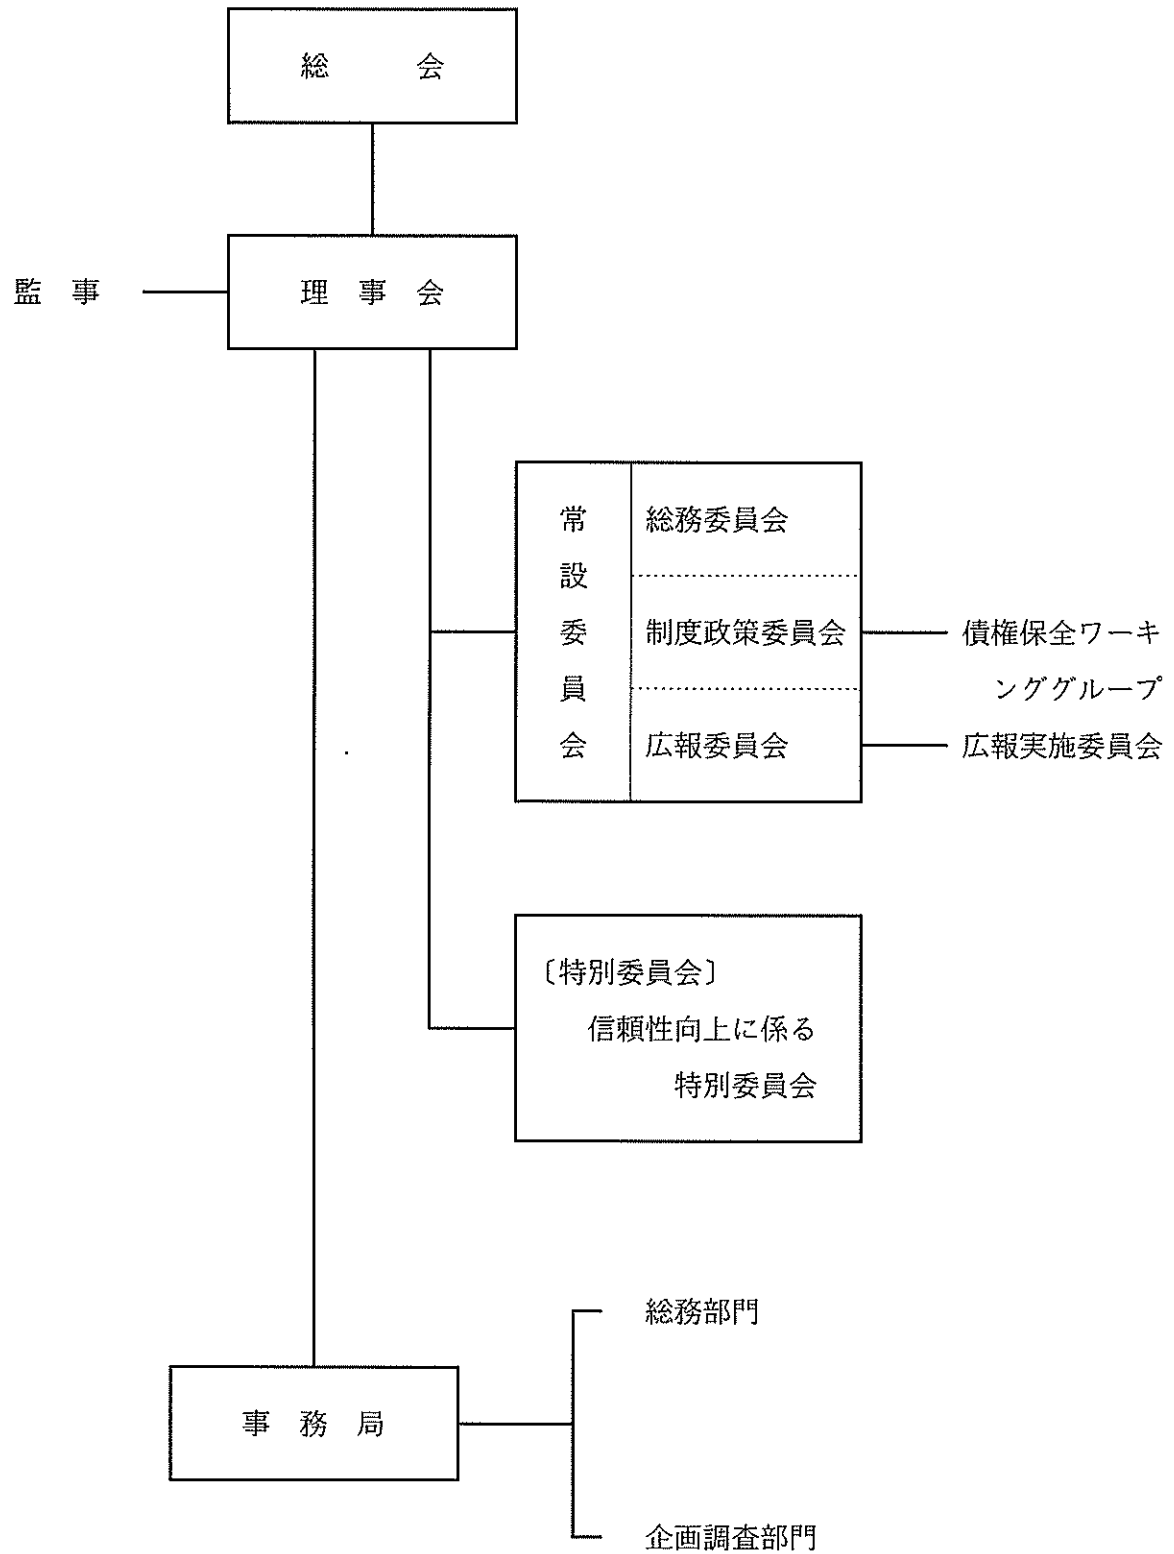 総会
監事
理事会
常設委員会
総務委員会
制度政策委員会
債権保全ワーキ
ンググループ
広報委員会
広報実施委員会
〔特別委員会〕
信頼性向上に係る
特別委員会
総務部門
事務局
企画調査部門